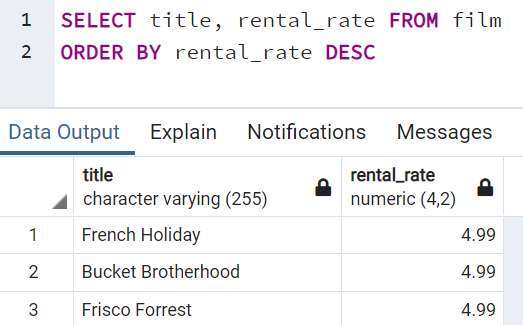 1 SELECT title, rental_rate FROM film
2 ORDER BY rental_rate DESC
Data Output Explain Notifications Messages
title rental_rate
character varying (255) numeric (4,2)
1 French Holiday 4.99
2 Bucket Brotherhood 4.99
3 Frisco Forrest 4.99